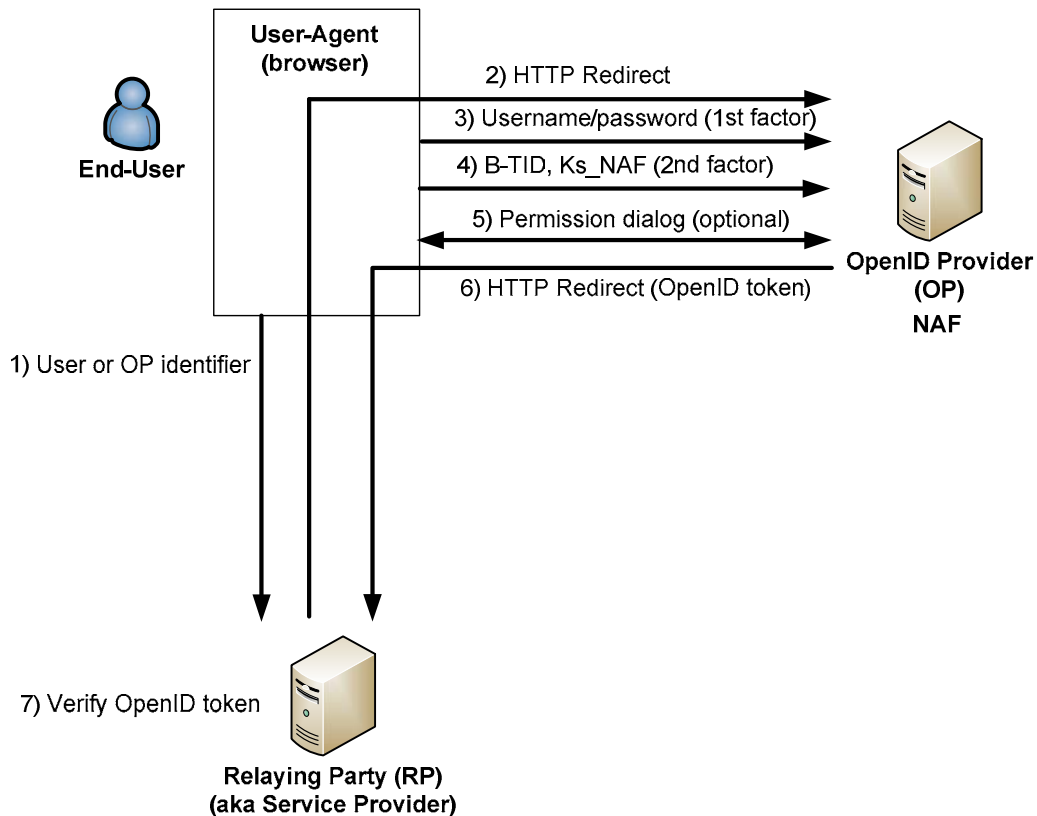 User-Agent
(browser)
End-User
2) HTTP Redirect
3) Username/password (1st factor)
4) B-TID, Ks_NAF (2nd factor)
5) Permission dialog (optional)
6) HTTP Redirect (OpenID token)
OpenID Provider
(OP)
NAF
1) User or OP identifier
7) Verify OpenID token
Relaying Party (RP)
(aka Service Provider)